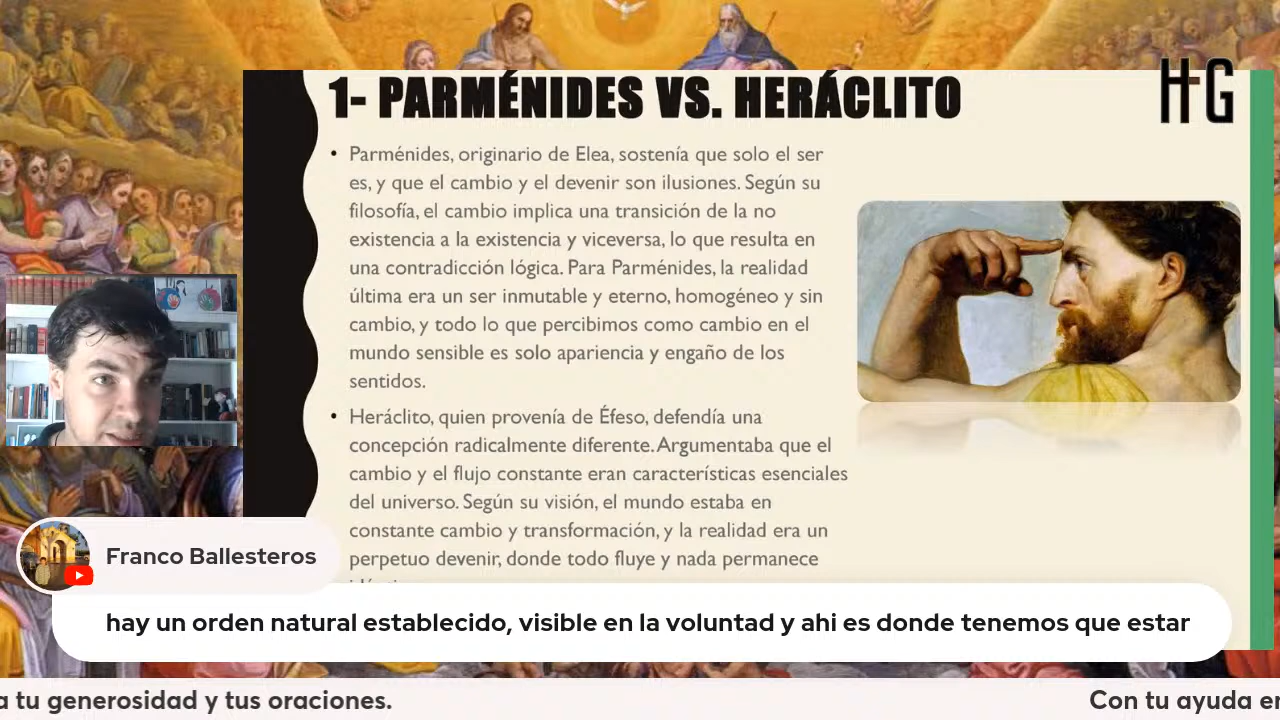 1- PARMÉNIDES VS. HERÁCLITO
H+G
• Parménides, originario de Elea, sostenía que solo el ser
es, y que el cambio y el devenir son ilusiones. Según su
filosofía, el cambio implica una transición de la no
existencia a la existencia y viceversa, lo que resulta en
una contradicción lógica. Para Parménides, la realidad
última era un ser inmutable y eterno, homogéneo y sin
cambio, y todo lo que percibimos como cambio en el
mundo sensible es solo apariencia y engaño de los
sentidos.
• Heráclito, quien provenía de Éfeso, defendía una
concepción radicalmente diferente. Argumentaba que el
cambio y el flujo constante eran características esenciales
del universo. Según su visión, el mundo estaba en
constante cambio y transformación, y la realidad era un
perpetuo devenir, donde todo fluye y nada permanece
Franco Ballesteros
hay un orden natural establecido, visible en la voluntad y ahi es donde tenemos que estar
a tu generosidad y tus oraciones.
Con tu ayuda